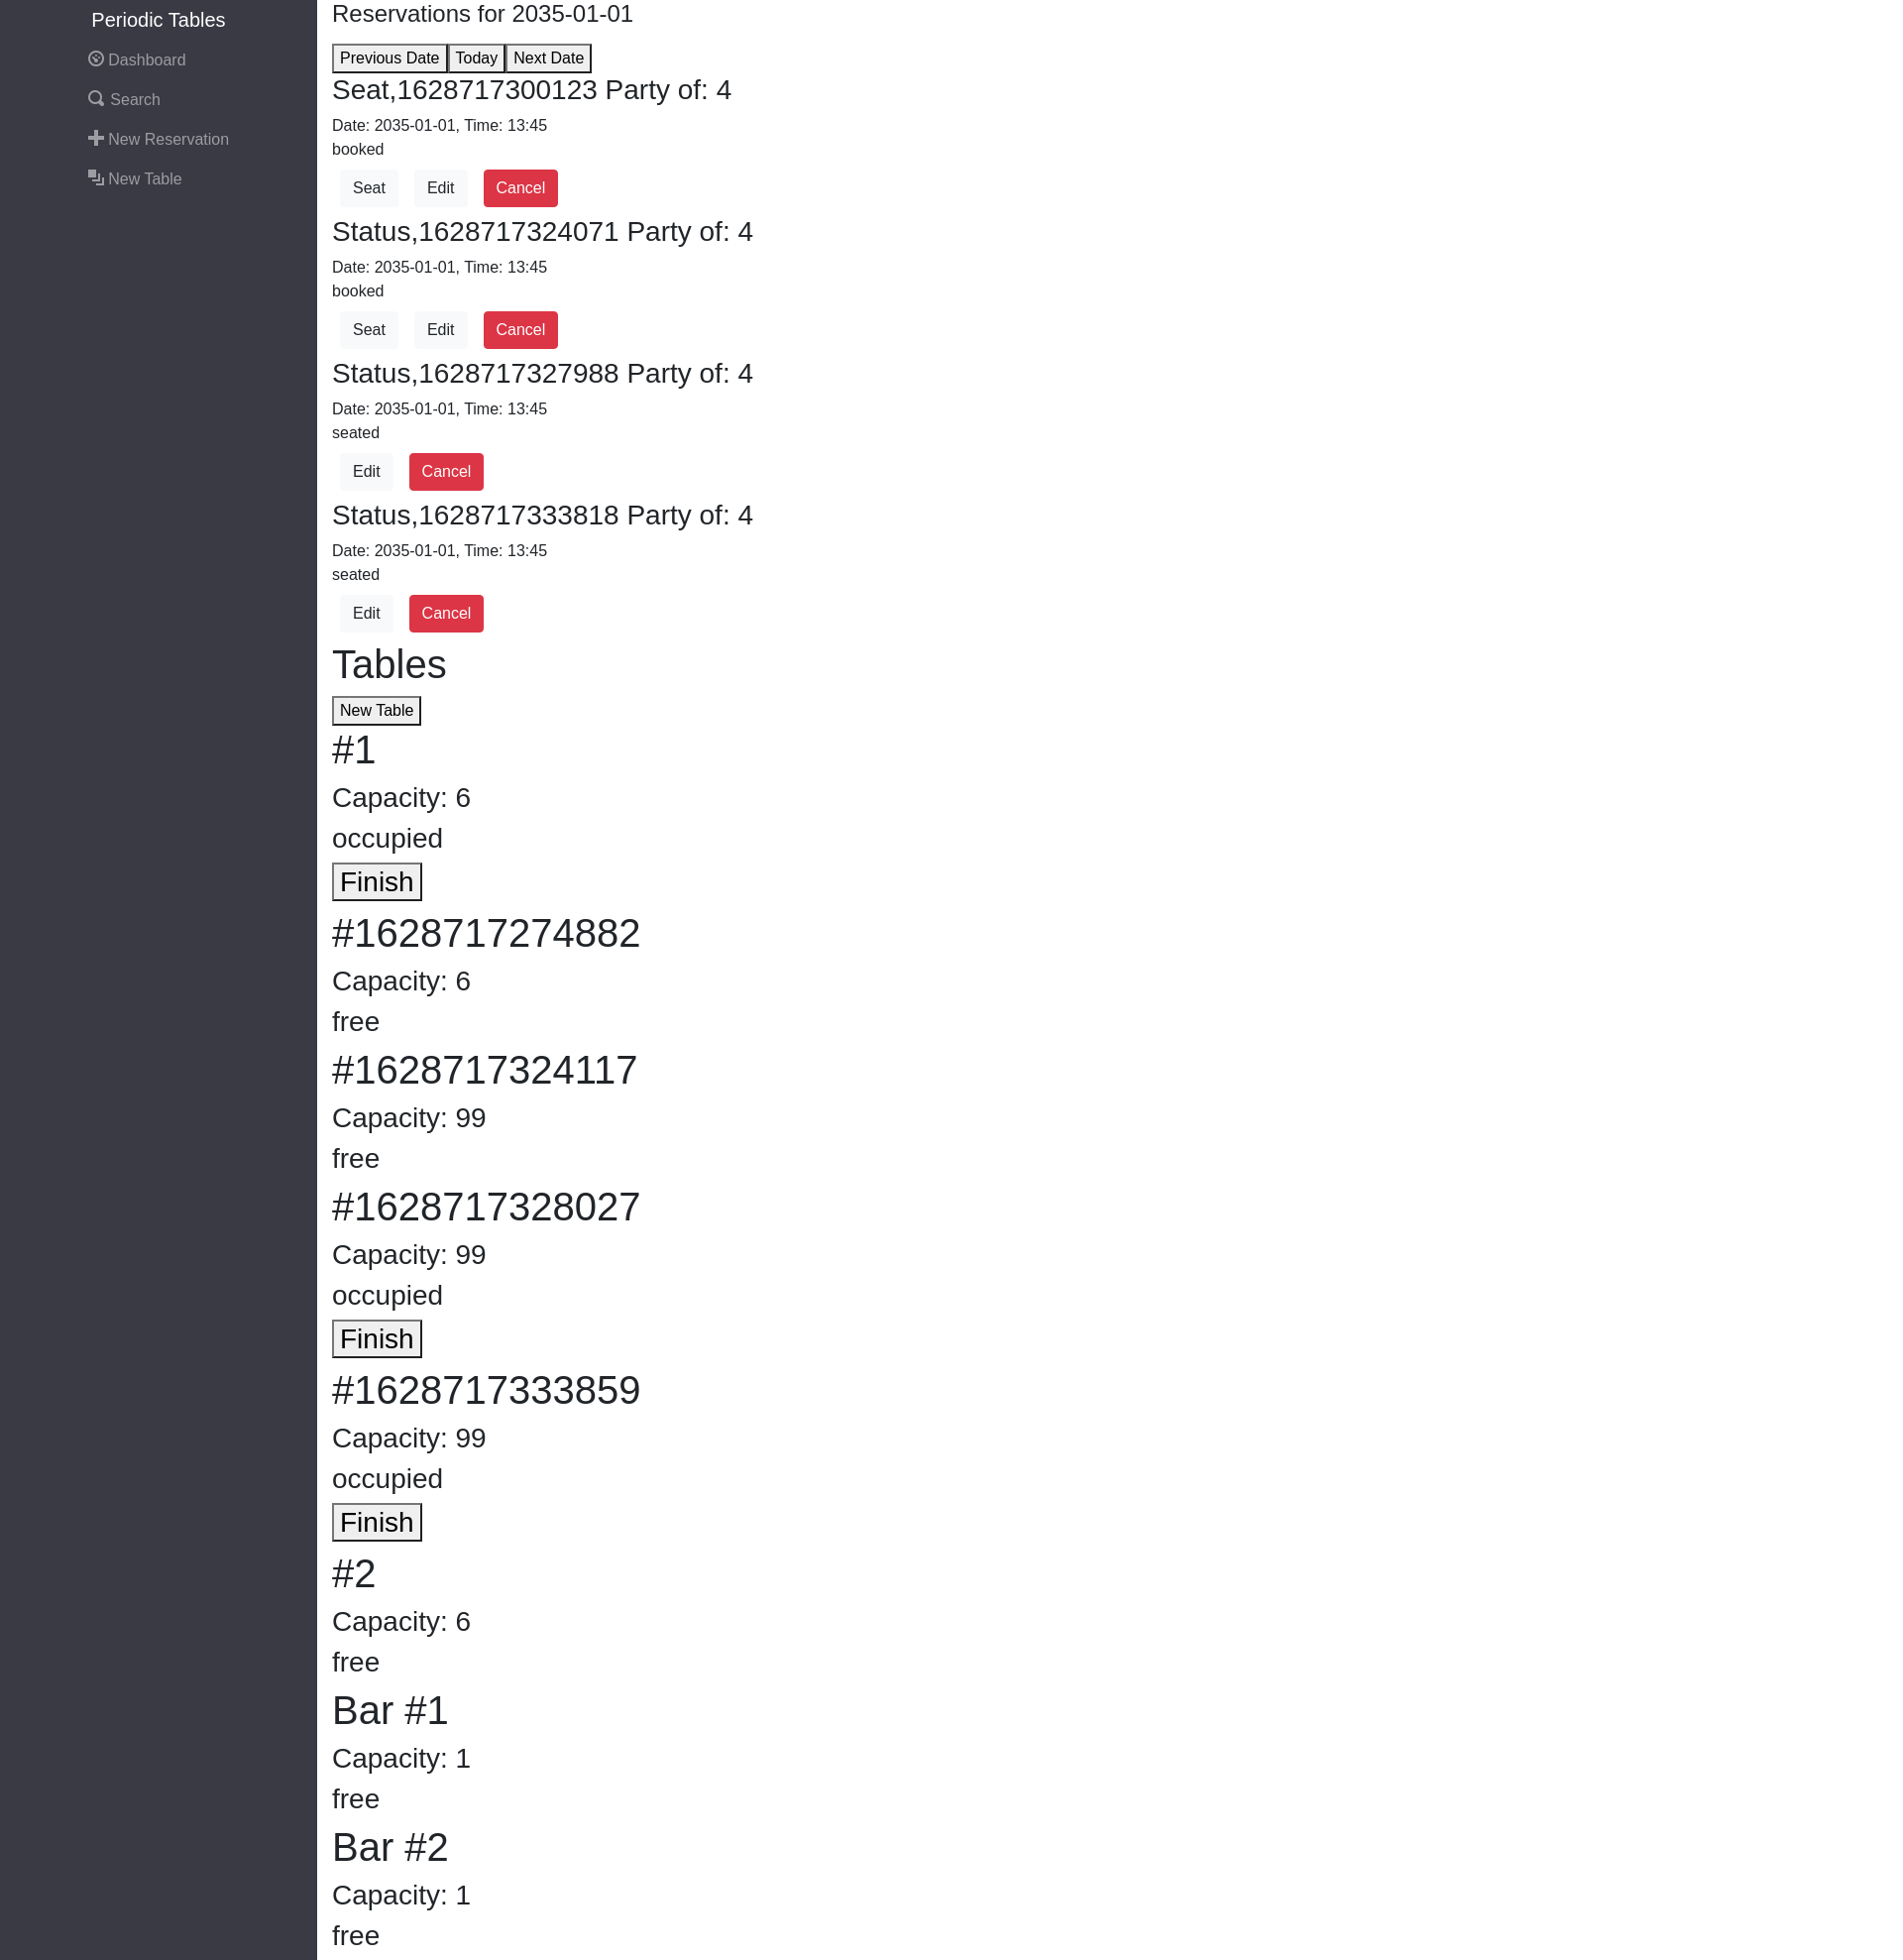 Periodic Tables
Dashboard
Search
New Reservation
New Table
Reservations for 2035-01-01
Previous Date Today Next Date
Seat,1628717300123 Party of: 4
Date: 2035-01-01, Time: 13:45
booked
Seat Edit Cancel
Status,1628717324071 Party of: 4
Date: 2035-01-01, Time: 13:45
booked
Seat Edit Cancel
Status,1628717327988 Party of: 4
Date: 2035-01-01, Time: 13:45
seated
Edit Cancel
Status,1628717333818 Party of: 4
Date: 2035-01-01, Time: 13:45
seated
Edit Cancel
Tables
New Table
#1
Capacity: 6
occupied
Finish
#1628717274882
Capacity: 6
free
#1628717324117
Capacity: 99
free
#1628717328027
Capacity: 99
occupied
Finish
#1628717333859
Capacity: 99
occupied
Finish
#2
Capacity: 6
free
Bar #1
Capacity: 1
free
Bar #2
Capacity: 1
free